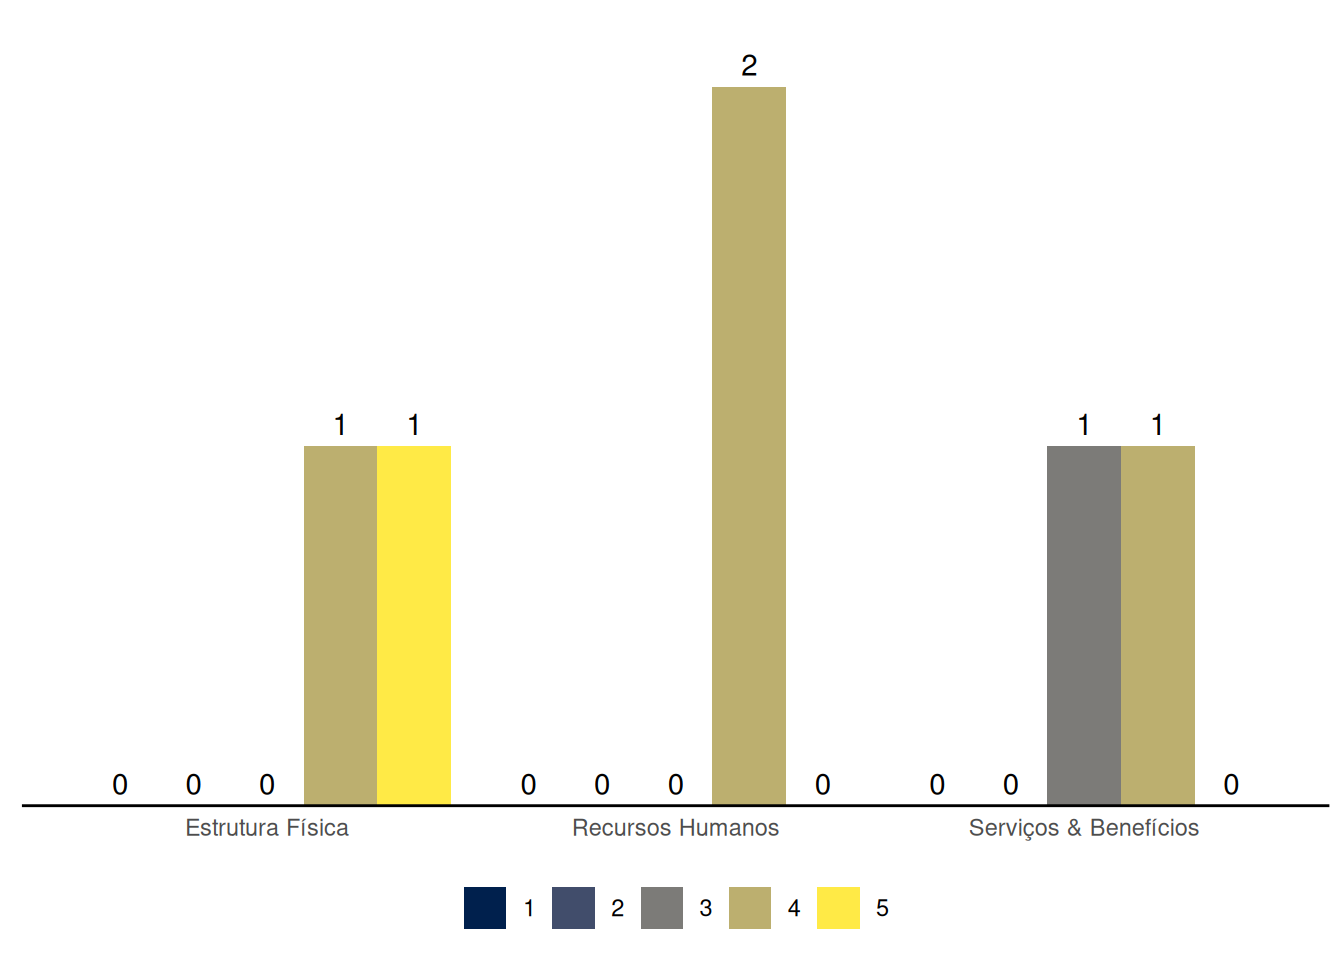 2
1 1 1 1
0 0 0 0 0 0 0 0 0 0
Estrutura Física Recursos Humanos Serviços & Benefícios
1 2 3 4 5